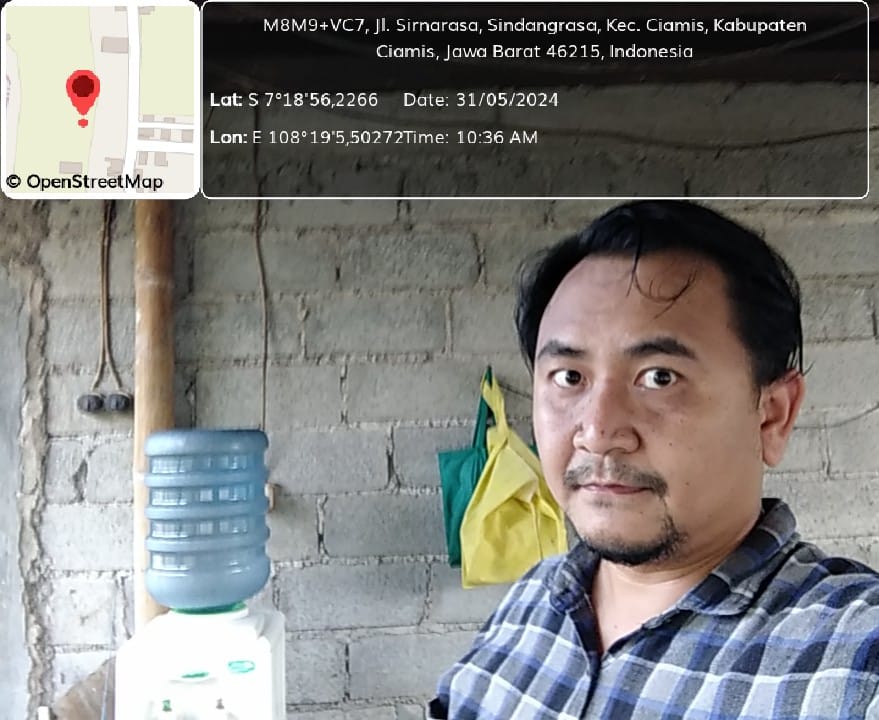 M8M9+VC7, Jl. Sirnarasa, Sindangrasa, Kec. Ciamis, Kabupaten
Ciamis, Jawa Barat 46215, Indonesia
Lat: S 7°18'56,2266 Date: 31/05/2024
Lon: E 108°19'5,50272Time: 10:36 AM
© OpenStreetMap